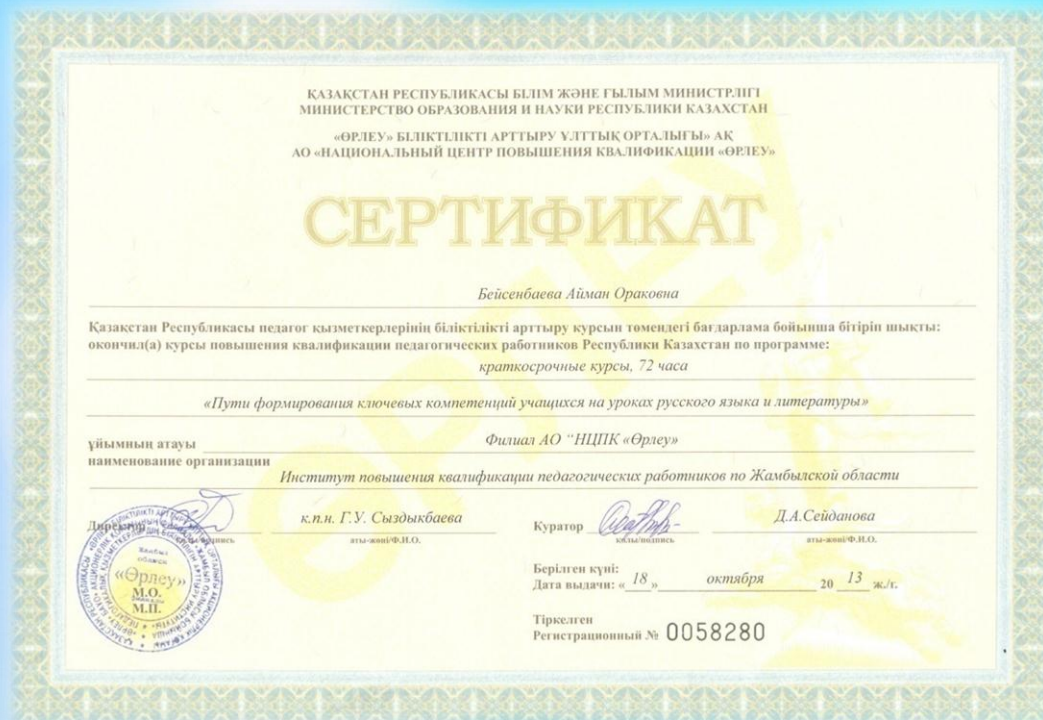 ҚАЗАҚСТАН РЕСПУБЛИКАСЫ БІЛІМ ЖӘНЕ ҒЫЛЫМ МИНИСТРЛІГІ
МИНИСТЕРСТВО ОБРАЗОВАНИЯ И НАУКИ РЕСПУБЛИКИ КАЗАХСТАН
«ӨРЛЕУ» БІЛІКТІЛІКТІ АРТТЫРУ ҰЛТТЫҚ ОРТАЛЫҒЫ» АҚ
АО «НАЦИОНАЛЬНЫЙ ЦЕНТР ПОВЫШЕНИЯ КВАЛИФИКАЦИИ «ӨРЛЕУ»
СЕРТИФИКАТ
Бейсенбаева Айман Ораковна
Қазақстан Республикасы педагог қызметкерлерінің біліктілікті арттыру курсын төмендегі бағдарлама бойынша бітіріп шықты:
окончил(а) курсы повышения квалификации педагогических работников Республики Казахстан по программе:
краткосрочные курсы, 72 часа
«Пути формирования ключевых компетенций учащихся на уроках русского языка и литературы»
ұйымның атауы Филиал АО “НЦПК «Өрлеу»
наименование организации
Институт повышения квалификации педагогических работников по Жамбылской области
Директор к.п.н. Г.У. Сыздыкбаева Куратор Д.А.Сейданова
қолы/подпись аты-жөні/Ф.И.О. қолы/подпись аты-жөні/Ф.И.О.
«Өрлеу»
М.О.
М.П.
Берілген күні:
Дата выдачи: « 18 » октября 20 13 ж./г.
Тіркелген
Регистрационный № 0058280
ӨРЛЕУ